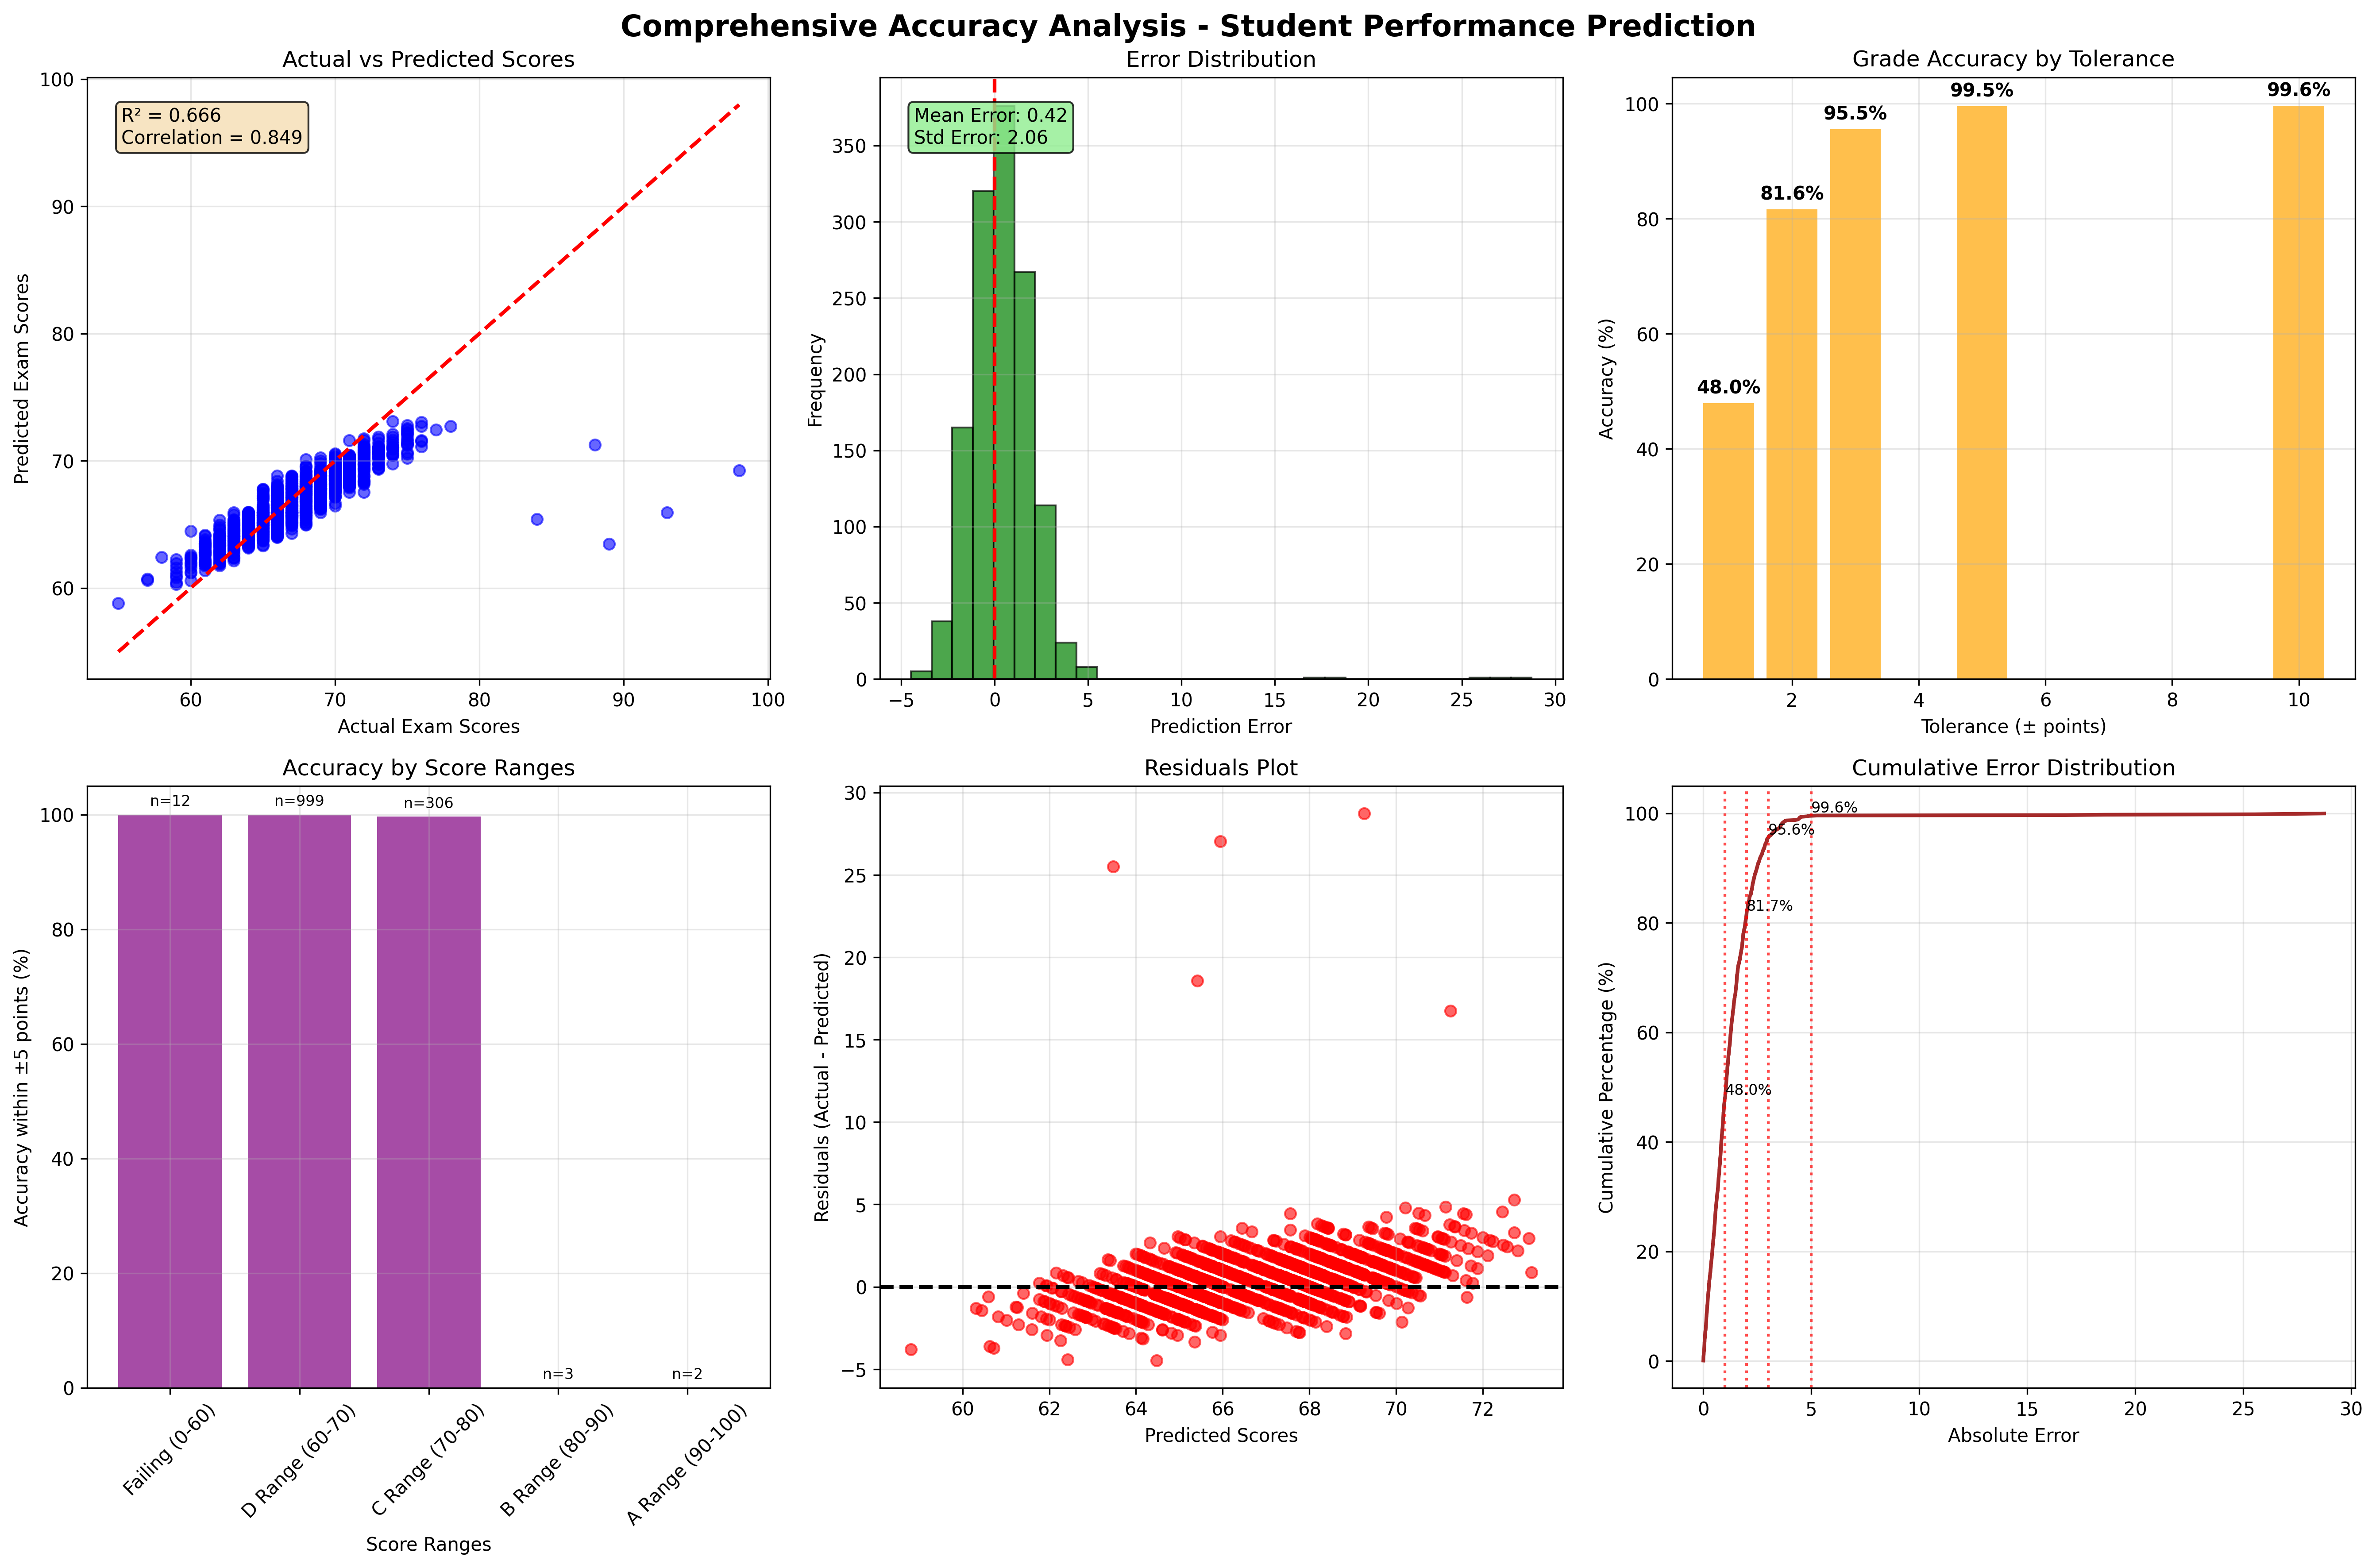 Comprehensive Accuracy Analysis - Student Performance Prediction
Actual vs Predicted Scores
R² = 0.666
Correlation = 0.849
100
90
80
70
60
Predicted Exam Scores
60 70 80 90 100
Actual Exam Scores
Error Distribution
Mean Error: 0.42
Std Error: 2.06
350
300
250
200
150
100
50
0
Frequency
−5 0 5 10 15 20 25 30
Prediction Error
Grade Accuracy by Tolerance
48.0%
81.6%
95.5%
99.5%
99.6%
100
80
60
40
20
0
Accuracy (%)
2 4 6 8 10
Tolerance (± points)
Accuracy by Score Ranges
n=12
n=999
n=306
n=3
n=2
100
80
60
40
20
0
Accuracy within ±5 points (%)
Failing (0-60)
D Range (60-70)
C Range (70-80)
B Range (80-90)
A Range (90-100)
Score Ranges
Residuals Plot
30
25
20
15
10
5
0
−5
Residuals (Actual - Predicted)
60 62 64 66 68 70 72
Predicted Scores
Cumulative Error Distribution
99.6%
95.6%
81.7%
48.0%
100
80
60
40
20
0
Cumulative Percentage (%)
0 5 10 15 20 25 30
Absolute Error